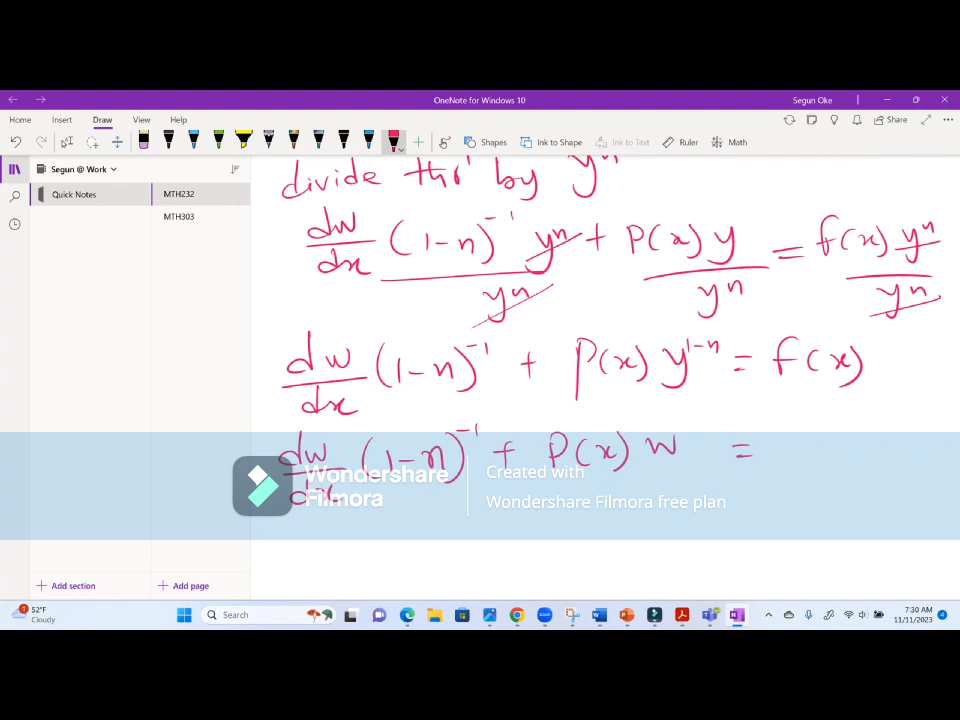 OneNote for Windows 10
Segun Oke
Home Insert Draw View Help
Share
Shapes Ink to Shape Ink to Text Ruler Math
Segun @ Work
Quick Notes
MTH232
MTH303
divide thr' by yⁿ
dw/dx (1-n)⁻¹ yⁿ/yⁿ + P(x)y/yⁿ = f(x)yⁿ/yⁿ
dw/dx (1-n)⁻¹ + P(x) y¹⁻ⁿ = f(x)
dw/dx (1-n)⁻¹ + P(x) w =
Wondershare
Filmora
Created with
Wondershare Filmora free plan
+ Add section + Add page
1
52°F
Cloudy
Search
7:30 AM
11/11/2023
4